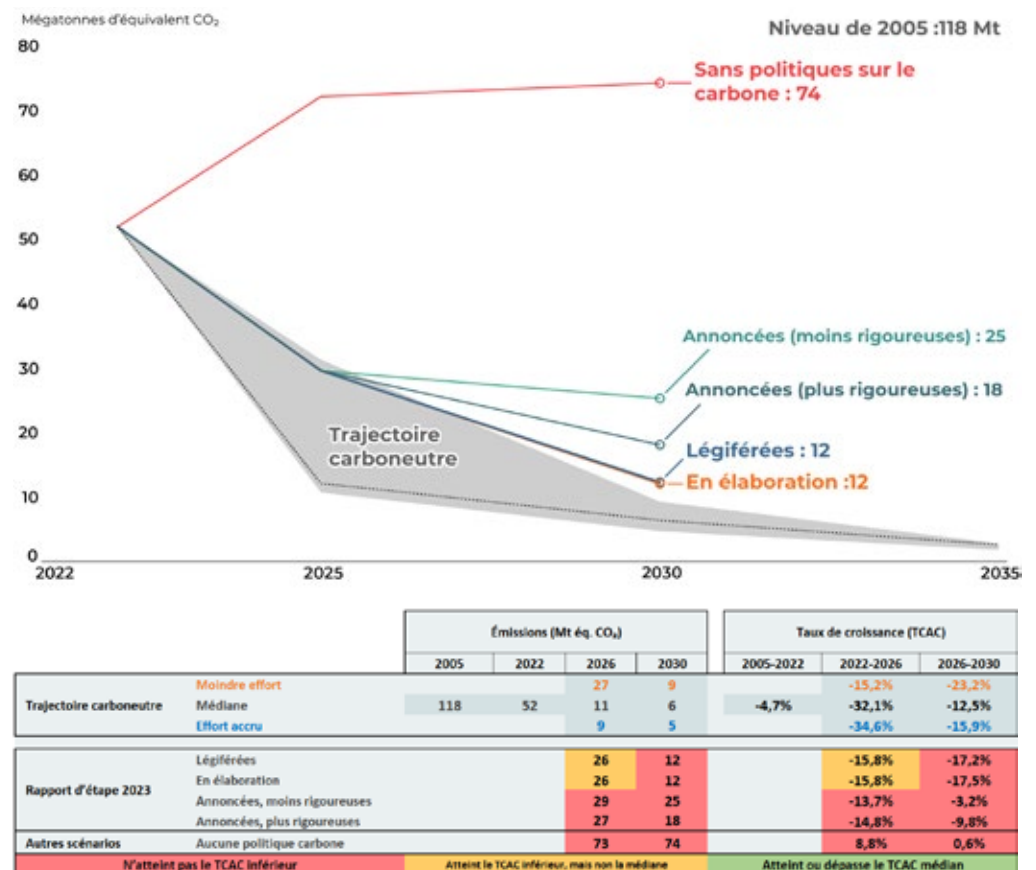 Mégatonnes d'équivalent CO₂
Niveau de 2005 :118 Mt
80
Sans politiques sur le
carbone : 74
70
60
50
40
Annoncées (moins rigoureuses) : 25
30
Annoncées (plus rigoureuses) : 18
20
Trajectoire
carboneutre
Légiférées : 12
En élaboration :12
10
0
2022 2025 2030 2035
Émissions (Mt éq. CO₂) Taux de croissance (TCAC)
2005 2022 2026 2030 2005-2022 2022-2026 2026-2030
Moindre effort 27 9 -15,2% -23,2%
Trajectoire carboneutre Médiane 118 52 11 6 -4,7% -32,1% -12,5%
Effort accru 9 5 -34,6% -15,9%
Légiférées 26 12 -15,8% -17,2%
Rapport d'étape 2023 En élaboration 26 12 -15,8% -17,5%
Annoncées, moins rigoureuses 29 25 -13,7% -3,2%
Annoncées, plus rigoureuses 27 18 -14,8% -9,8%
Autres scénarios Aucune politique carbone 73 74 8,8% 0,6%
N'atteint pas le TCAC inférieur Atteint le TCAC inférieur, mais non la médiane Atteint ou dépasse le TCAC médian